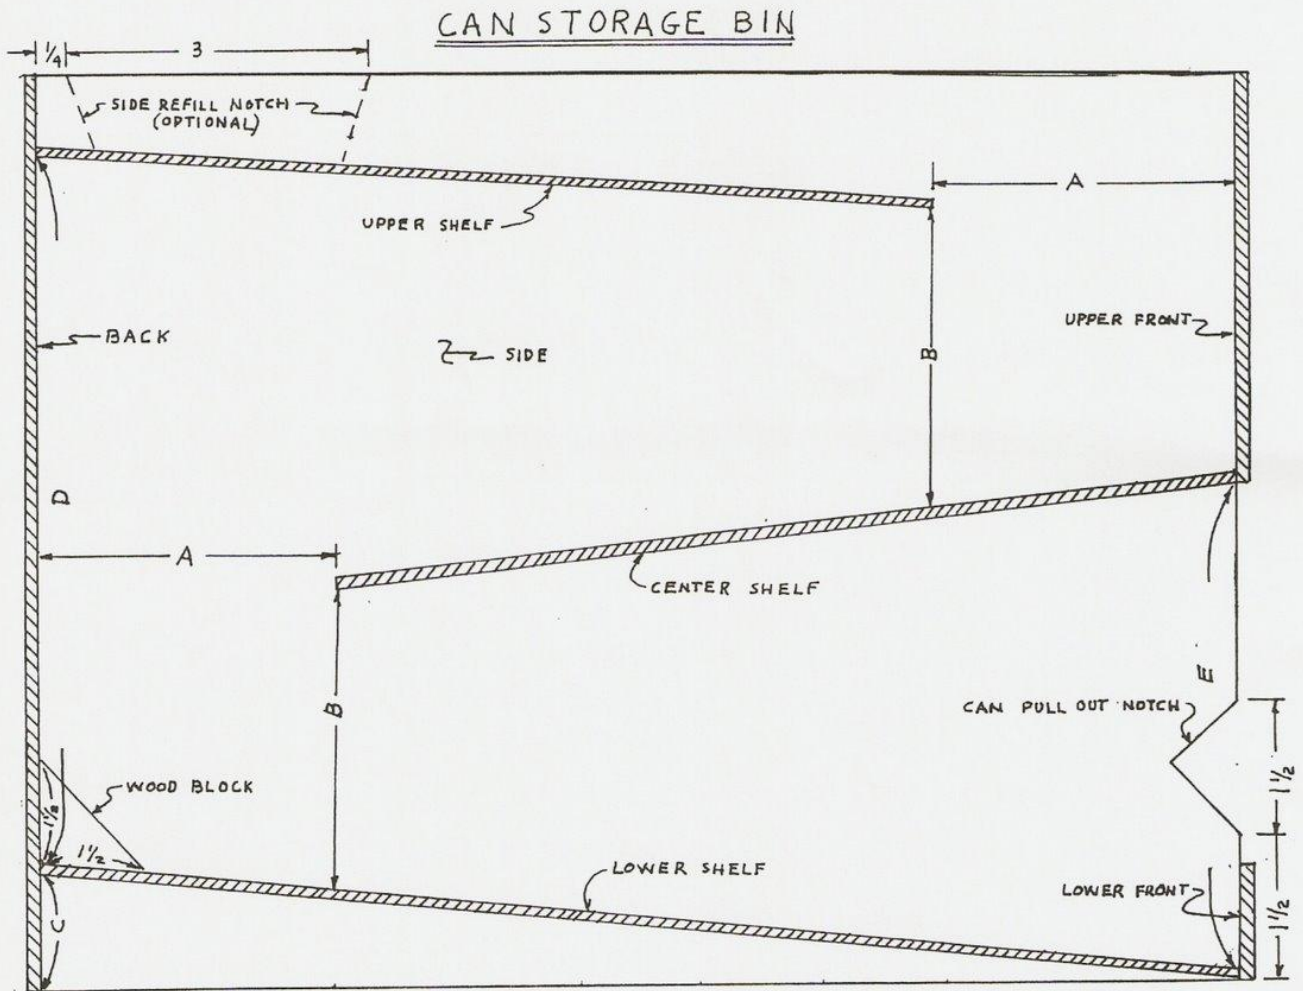 CAN STORAGE BIN
1/4
3
SIDE REFILL NOTCH
(OPTIONAL)
A
UPPER SHELF
BACK
SIDE
B
UPPER FRONT
D
A
CENTER SHELF
E
B
CAN PULL OUT NOTCH
1 1/2
WOOD BLOCK
1 1/2
1 1/2
LOWER SHELF
LOWER FRONT
C
1 1/2